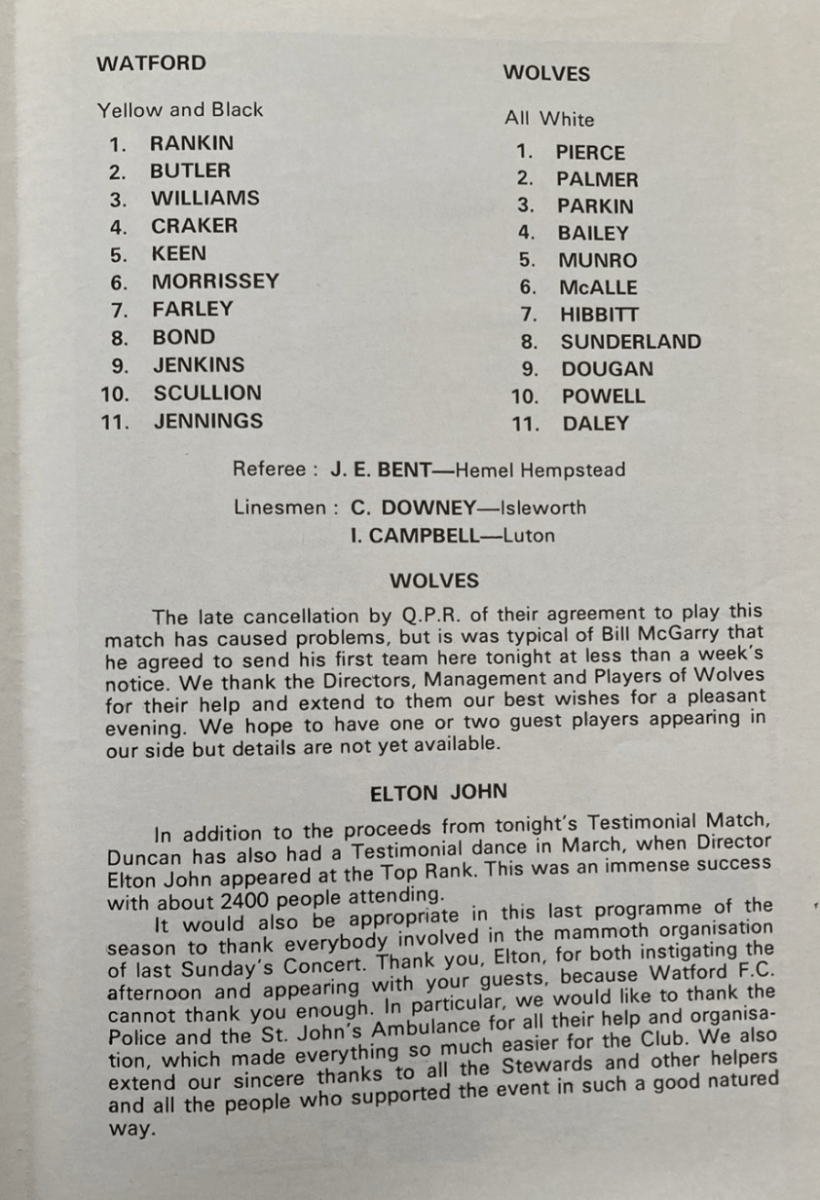 WATFORD
Yellow and Black
1. RANKIN
2. BUTLER
3. WILLIAMS
4. CRAKER
5. KEEN
6. MORRISSEY
7. FARLEY
8. BOND
9. JENKINS
10. SCULLION
11. JENNINGS
WOLVES
All White
1. PIERCE
2. PALMER
3. PARKIN
4. BAILEY
5. MUNRO
6. McALLE
7. HIBBITT
8. SUNDERLAND
9. DOUGAN
10. POWELL
11. DALEY
Referee : J. E. BENT—Hemel Hempstead
Linesmen : C. DOWNEY—Isleworth
I. CAMPBELL—Luton
WOLVES
The late cancellation by Q.P.R. of their agreement to play this
match has caused problems, but is was typical of Bill McGarry that
he agreed to send his first team here tonight at less than a week's
notice. We thank the Directors, Management and Players of Wolves
for their help and extend to them our best wishes for a pleasant
evening. We hope to have one or two guest players appearing in
our side but details are not yet available.
ELTON JOHN
In addition to the proceeds from tonight's Testimonial Match,
Duncan has also had a Testimonial dance in March, when Director
Elton John appeared at the Top Rank. This was an immense success
with about 2400 people attending.
It would also be appropriate in this last programme of the
season to thank everybody involved in the mammoth organisation
of last Sunday's Concert. Thank you, Elton, for both instigating the
afternoon and appearing with your guests, because Watford F.C.
cannot thank you enough. In particular, we would like to thank the
Police and the St. John's Ambulance for all their help and organisa-
tion, which made everything so much easier for the Club. We also
extend our sincere thanks to all the Stewards and other helpers
and all the people who supported the event in such a good natured
way.